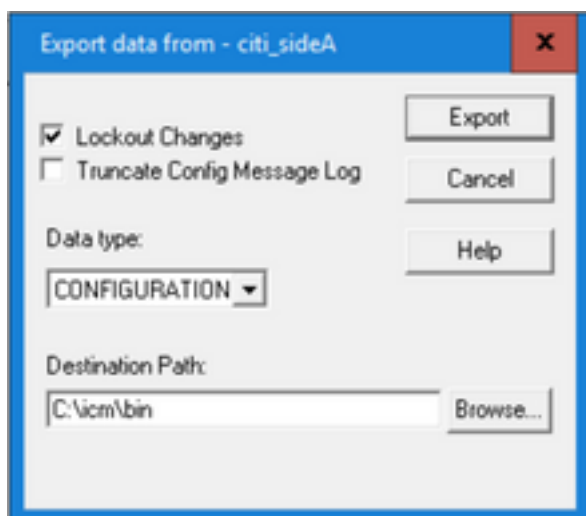 Export data from - citi_sideA
Lockout Changes
Truncate Config Message Log
Export
Cancel
Data type:
Help
CONFIGURATION
Destination Path:
C:\icm\bin
Browse...